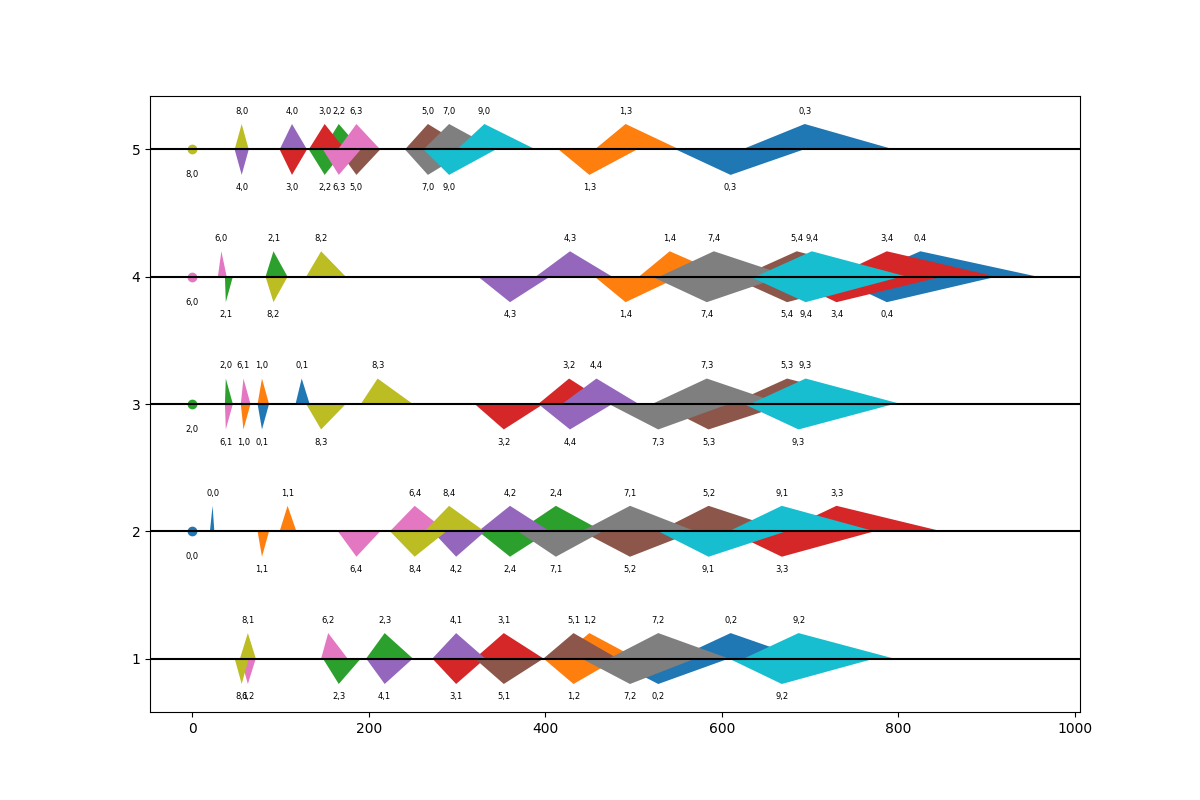 8,0 4,0 3,0 2,2 6,3 5,0 7,0 9,0 1,3 0,3
5
8,0 4,0 3,0 2,2 6,3 5,0 7,0 9,0 1,3 0,3
6,0 2,1 8,2 4,3 1,4 7,4 5,4 9,4 3,4 0,4
4
6,0 2,1 8,2 4,3 1,4 7,4 5,4 9,4 3,4 0,4
2,0 6,1 1,0 0,1 8,3 3,2 4,4 7,3 5,3 9,3
3
2,0 6,1 1,0 0,1 8,3 3,2 4,4 7,3 5,3 9,3
0,0 1,1 6,4 8,4 4,2 2,4 7,1 5,2 9,1 3,3
2
0,0 1,1 6,4 8,4 4,2 2,4 7,1 5,2 9,1 3,3
8,1 6,2 2,3 4,1 3,1 5,1 1,2 7,2 0,2 9,2
1
8,1 6,2 2,3 4,1 3,1 5,1 1,2 7,2 0,2 9,2
0 200 400 600 800 1000